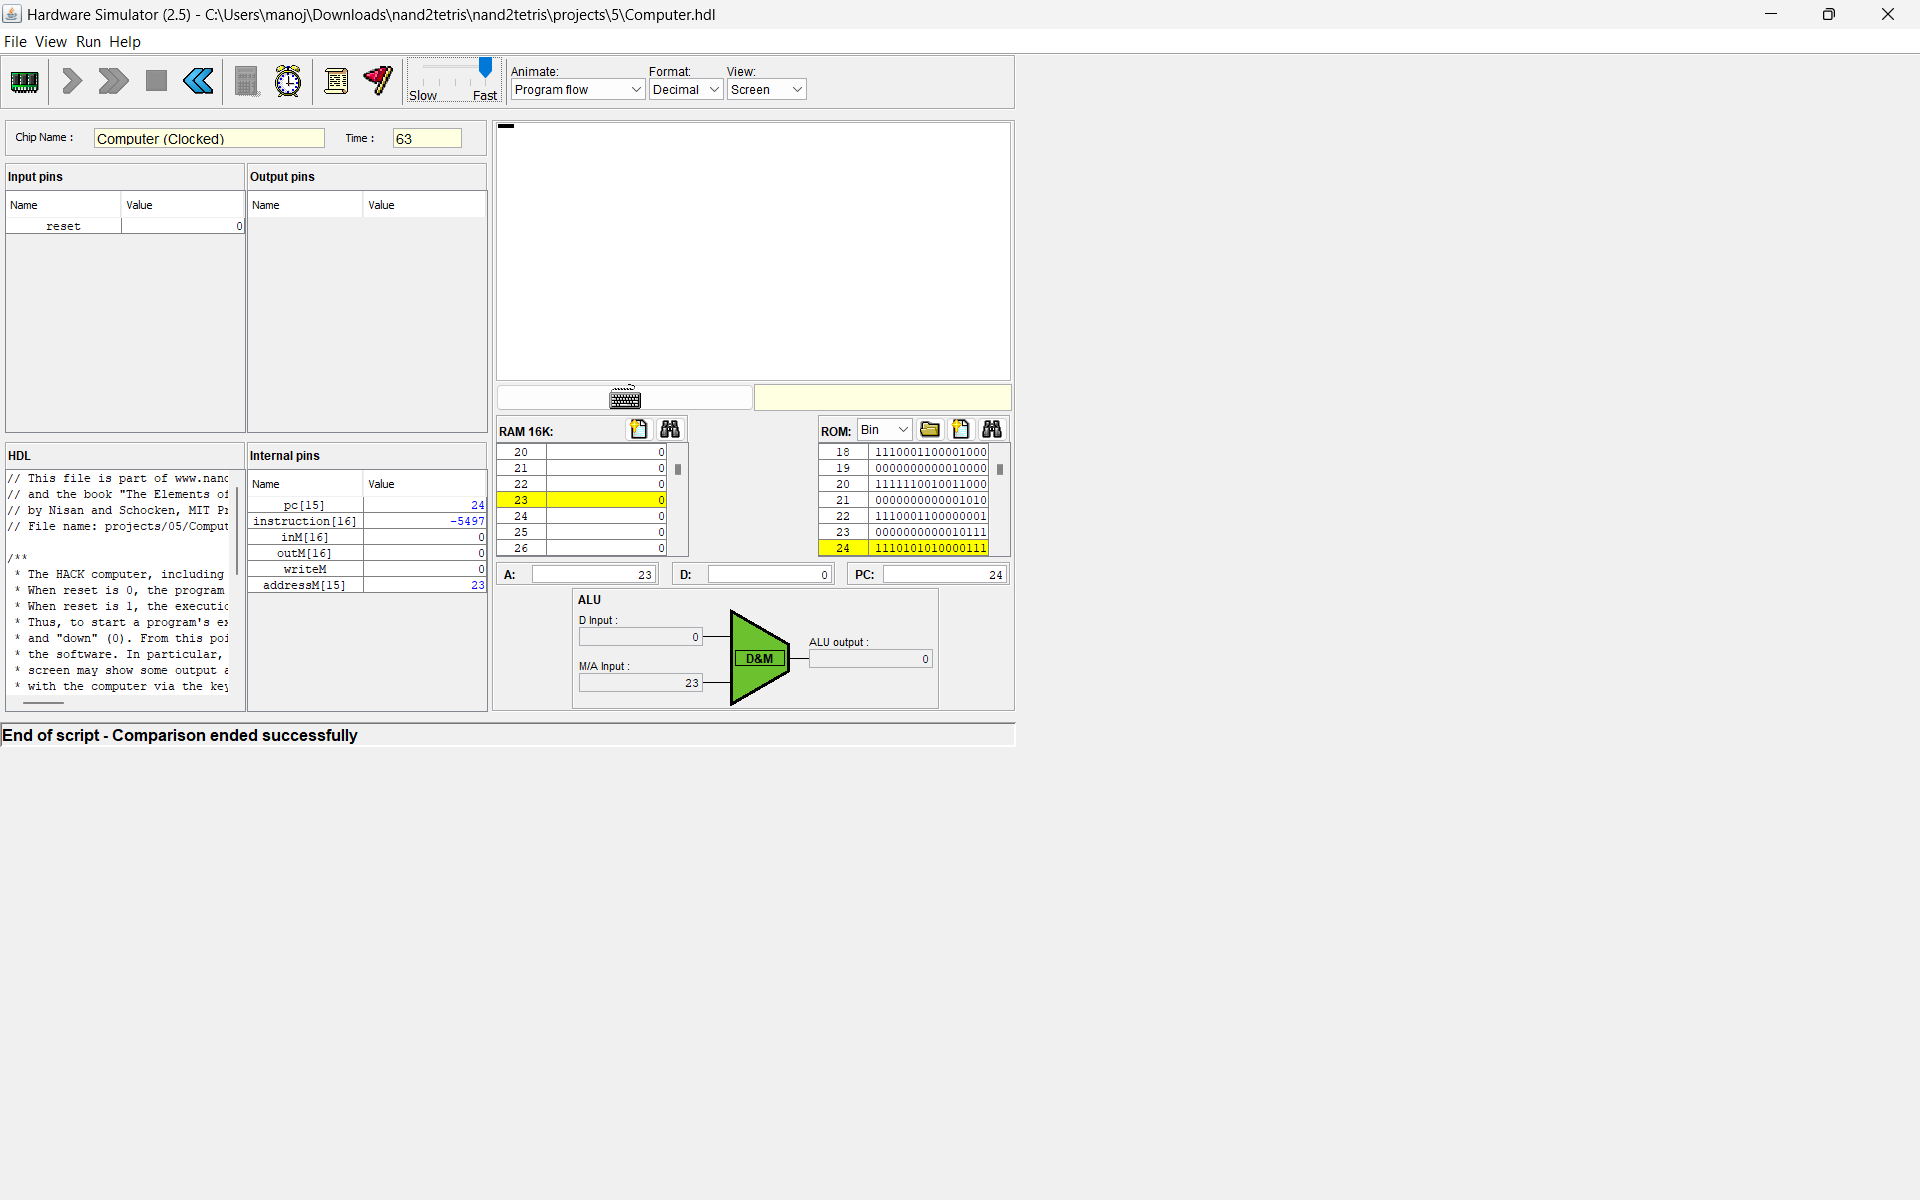 Hardware Simulator (2.5) - C:\Users\manoj\Downloads\nand2tetris\nand2tetris\projects\5\Computer.hdl
File View Run Help
Slow Fast
Animate: Format: View:
Program flow Decimal Screen
Chip Name : Computer (Clocked) Time : 63
Input pins
Name Value
reset 0
Output pins
Name Value
HDL
// This file is part of www.nand
// and the book "The Elements of
// by Nisan and Schocken, MIT Pr
// File name: projects/05/Comput
/**
* The HACK computer, including
* When reset is 0, the program
* When reset is 1, the executio
* Thus, to start a program's ex
* and "down" (0). From this poi
* the software. In particular,
* screen may show some output a
* with the computer via the key
Internal pins
Name Value
pc[15] 24
instruction[16] -5497
inM[16] 0
outM[16] 0
writeM 0
addressM[15] 23
RAM 16K:
20 0
21 0
22 0
23 0
24 0
25 0
26 0
ROM: Bin
18 1110001100001000
19 0000000000010000
20 1111110010011000
21 0000000000001010
22 1110001100000001
23 0000000000010111
24 1110101010000111
A: 23 D: 0 PC: 24
ALU
D Input :
0
M/A Input :
23
D&M
ALU output :
0
End of script - Comparison ended successfully